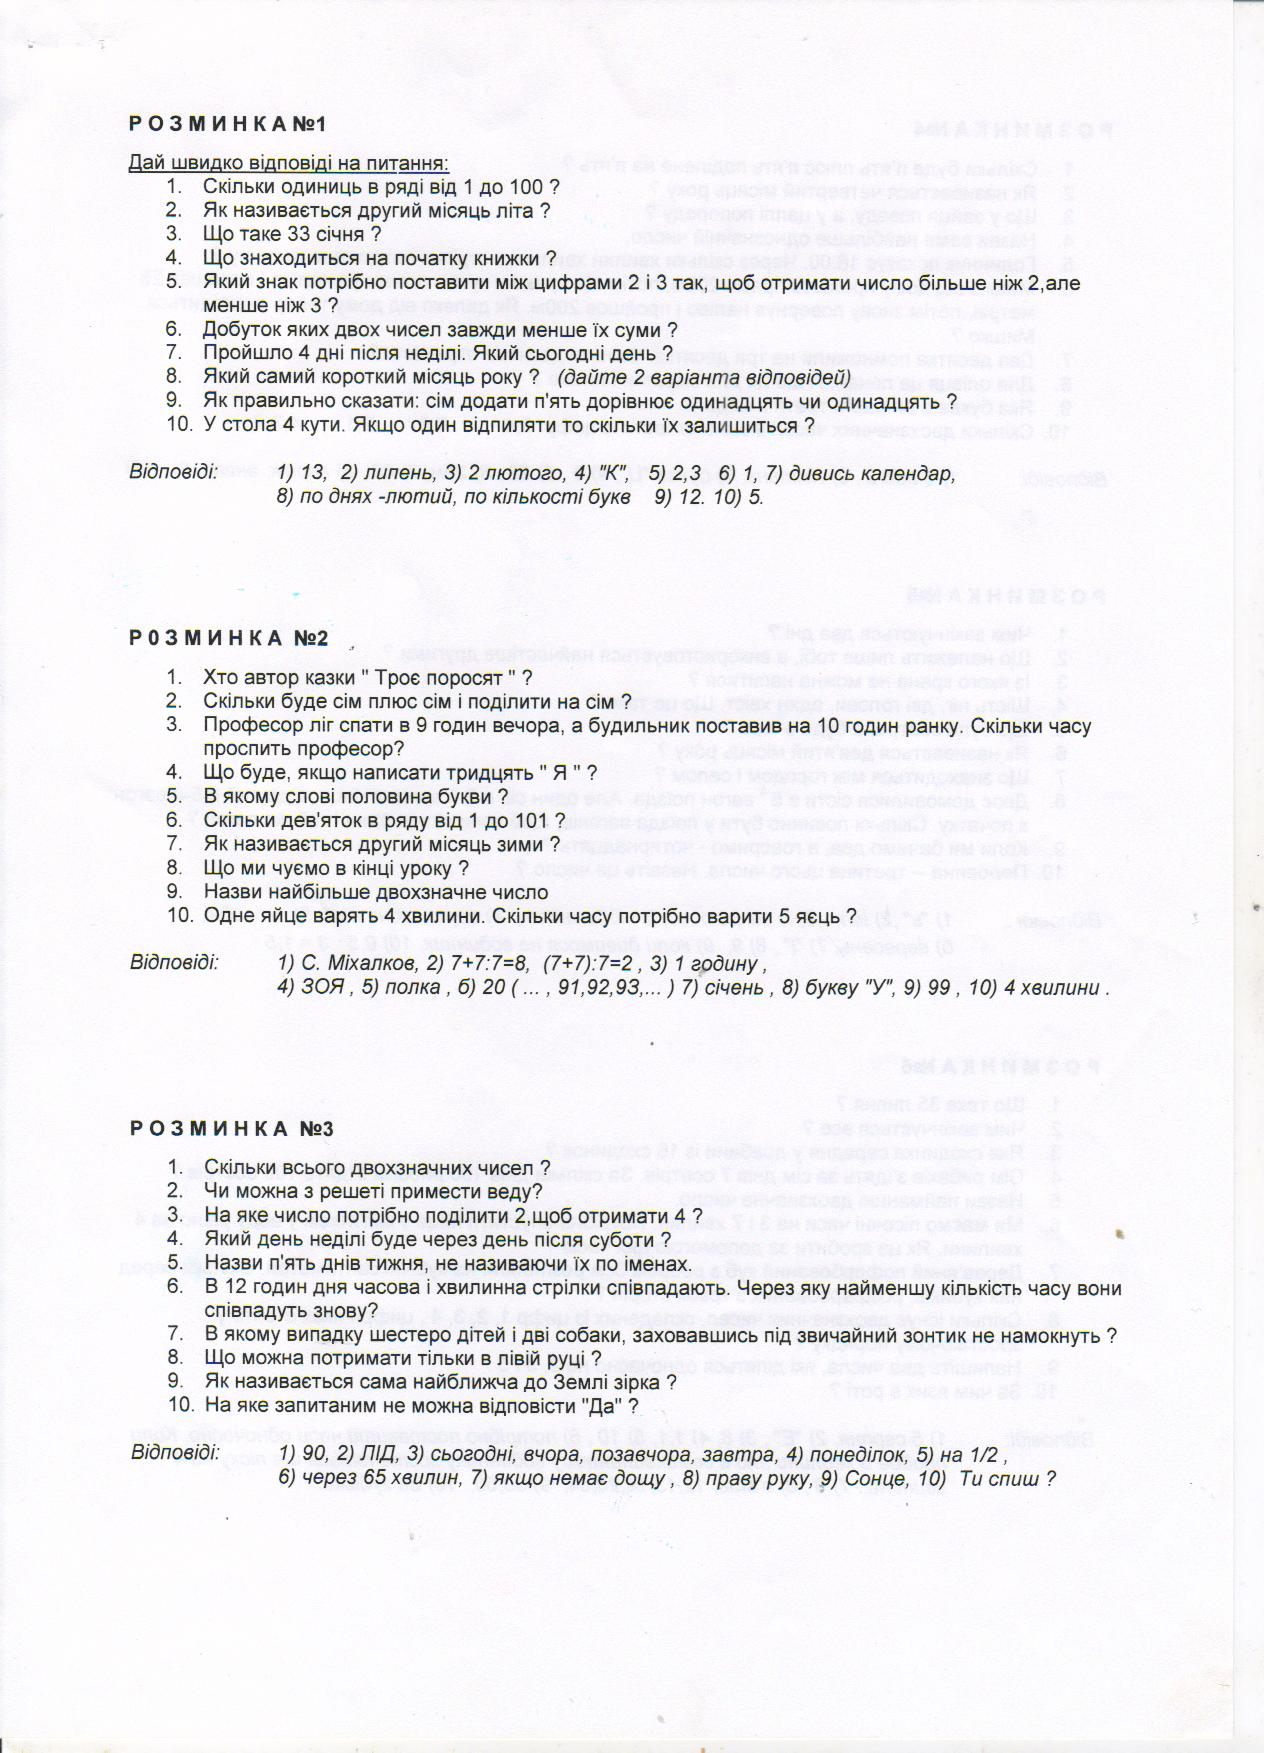 Р О З М И Н К А №1
Дай швидко відповіді на питання:
1. Скільки одиниць в ряді від 1 до 100 ?
2. Як називається другий місяць літа ?
3. Що таке 33 січня ?
4. Що знаходиться на початку книжки ?
5. Який знак потрібно поставити між цифрами 2 і 3 так, щоб отримати число більше ніж 2,але
менше ніж 3 ?
6. Добуток яких двох чисел завжди менше їх суми ?
7. Пройшло 4 дні після неділі. Який сьогодні день ?
8. Який самий короткий місяць року ? (дайте 2 варіанта відповідей)
9. Як правильно сказати: сім додати п'ять дорівнює одинадцять чи одинадцять ?
10. У стола 4 кути. Якщо один відпиляти то скільки їх залишиться ?
Відповіді: 1) 13, 2) липень, 3) 2 лютого, 4) "К", 5) 2,3 6) 1, 7) дивись календар,
8) по днях -лютий, по кількості букв 9) 12. 10) 5.
Р 0 З М И Н К А №2
1. Хто автор казки " Троє поросят " ?
2. Скільки буде сім плюс сім і поділити на сім ?
3. Професор ліг спати в 9 годин вечора, а будильник поставив на 10 годин ранку. Скільки часу
проспить професор?
4. Що буде, якщо написати тридцять " Я " ?
5. В якому слові половина букви ?
6. Скільки дев'яток в ряду від 1 до 101 ?
7. Як називається другий місяць зими ?
8. Що ми чуємо в кінці уроку ?
9. Назви найбільше двохзначне число
10. Одне яйце варять 4 хвилини. Скільки часу потрібно варити 5 яєць ?
Відповіді: 1) С. Міхалков, 2) 7+7:7=8, (7+7):7=2 , 3) 1 годину ,
4) ЗОЯ , 5) полка , б) 20 ( ... , 91,92,93,... ) 7) січень , 8) букву "У", 9) 99 , 10) 4 хвилини .
Р О З М И Н К А №3
1. Скільки всього двохзначних чисел ?
2. Чи можна з решеті примести веду?
3. На яке число потрібно поділити 2,щоб отримати 4 ?
4. Який день неділі буде через день після суботи ?
5. Назви п'ять днів тижня, не називаючи їх по іменах.
6. В 12 годин дня часова і хвилинна стрілки співпадають. Через яку найменшу кількість часу вони
співпадуть знову?
7. В якому випадку шестеро дітей і дві собаки, заховавшись під звичайний зонтик не намокнуть ?
8. Що можна потримати тільки в лівій руці ?
9. Як називається сама найближча до Землі зірка ?
10. На яке запитаним не можна відповісти "Да" ?
Відповіді: 1) 90, 2) ЛІД, 3) сьогодні, вчора, позавчора, завтра, 4) понеділок, 5) на 1/2 ,
6) через 65 хвилин, 7) якщо немає дощу , 8) праву руку, 9) Сонце, 10) Ти спиш ?